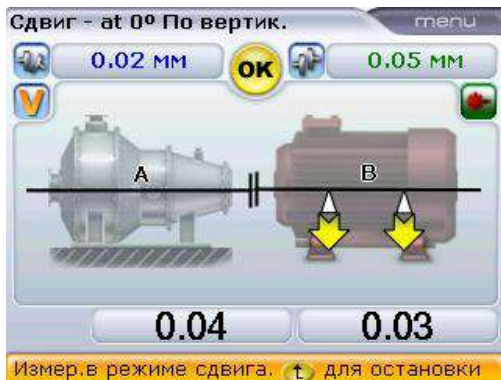 Сдвиг - at 0º По вертик.
menu
0.02 мм
OK
0.05 мм
V
A
B
0.04
0.03
Измер.в режиме сдвига. для остановки